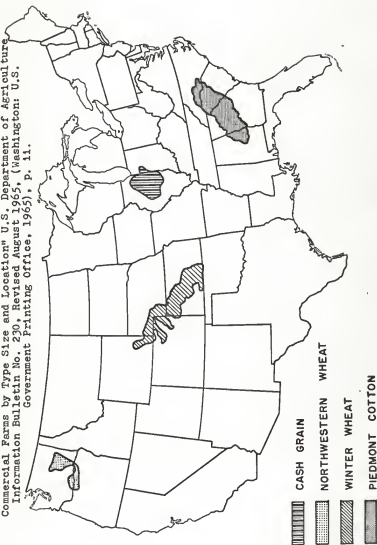 Commercial Farms by Type Size and Location" U.S. Department of Agriculture
Information Bulletin No. 230, Revised August 1965, (Washington: U.S.
Government Printing Office, 1965), p. 11.
CASH GRAIN
NORTHWESTERN WHEAT
WINTER WHEAT
PIEDMONT COTTON